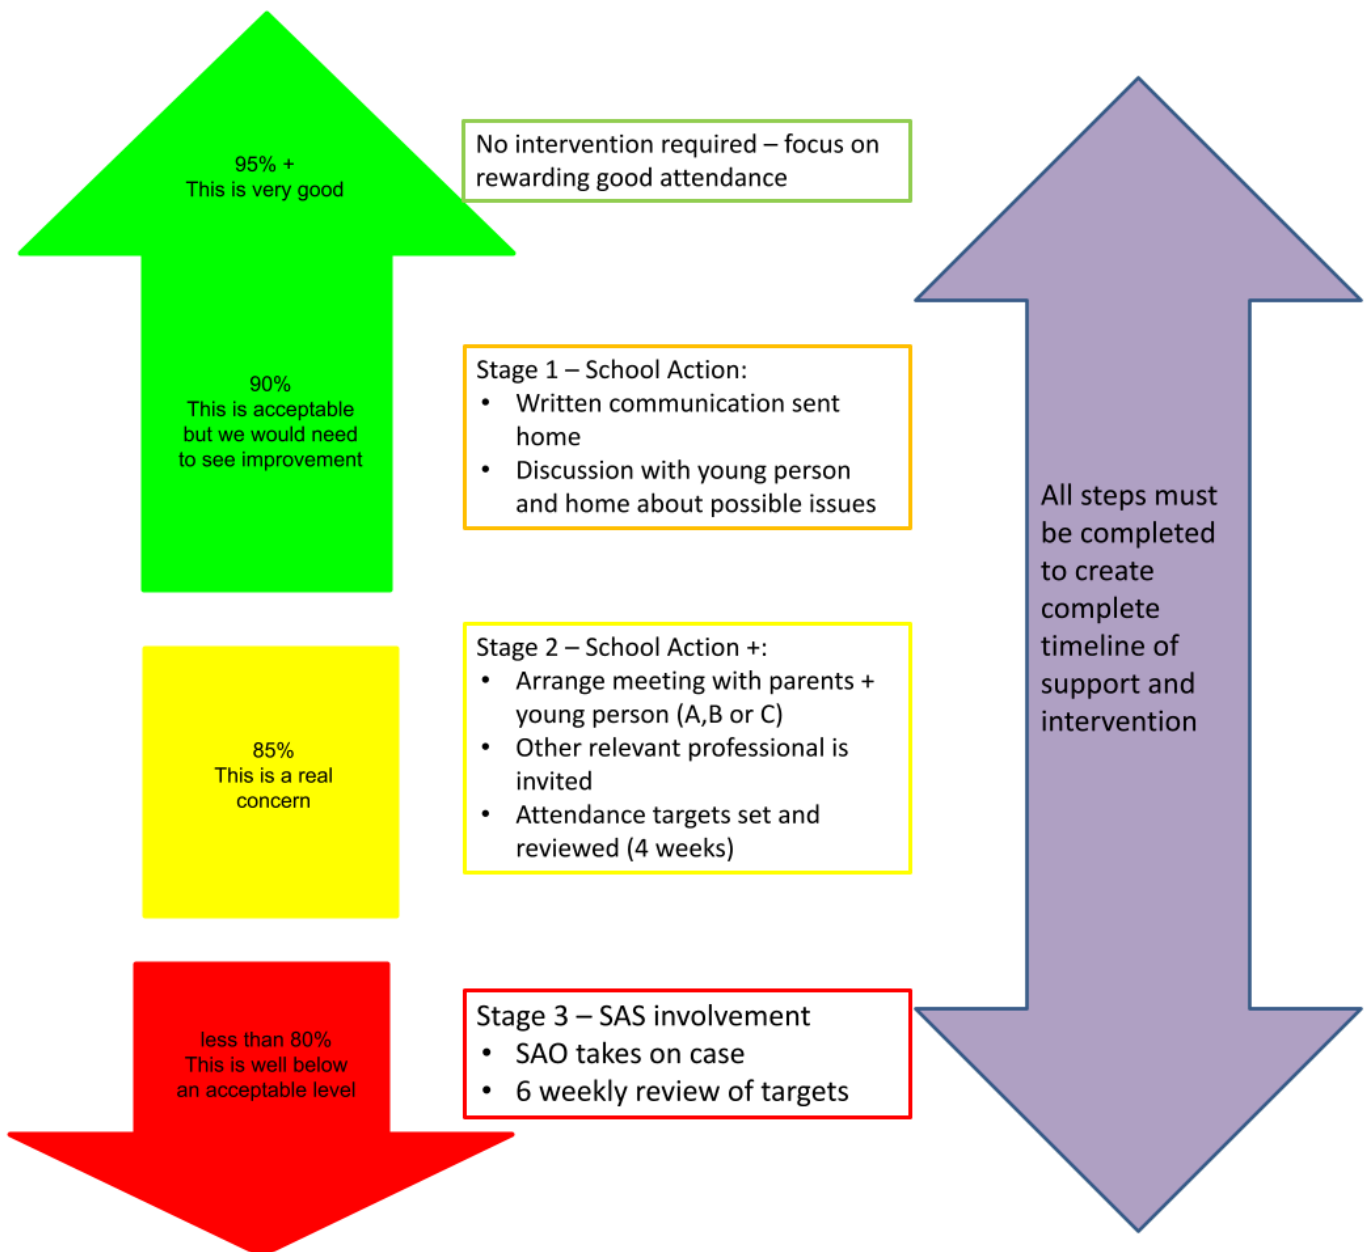 95% +
This is very good
No intervention required – focus on
rewarding good attendance
90%
This is acceptable
but we would need
to see improvement
Stage 1 – School Action:
• Written communication sent
home
• Discussion with young person
and home about possible issues
85%
This is a real
concern
Stage 2 – School Action +:
• Arrange meeting with parents +
young person (A,B or C)
• Other relevant professional is
invited
• Attendance targets set and
reviewed (4 weeks)
less than 80%
This is well below
an acceptable level
Stage 3 – SAS involvement
• SAO takes on case
• 6 weekly review of targets
All steps must
be completed
to create
complete
timeline of
support and
intervention